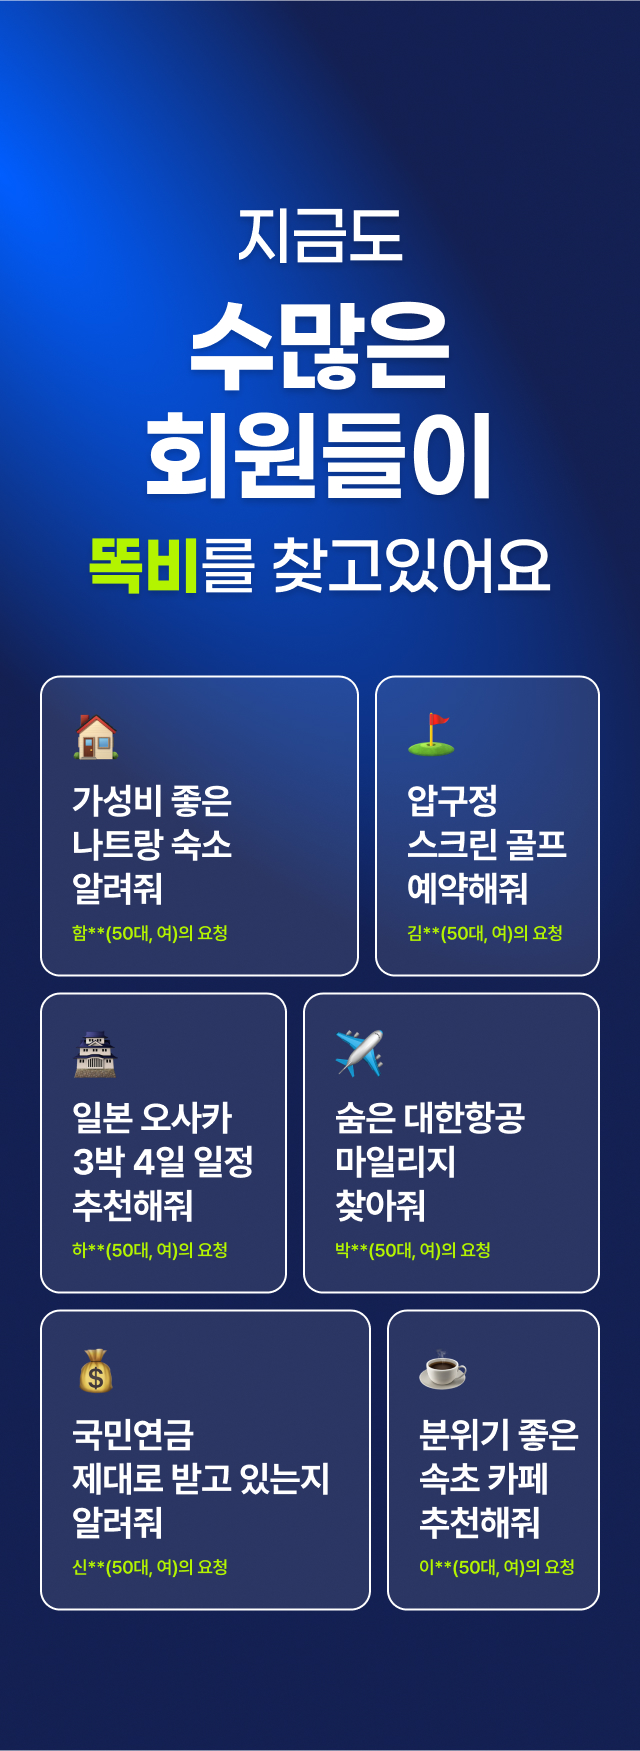 지금도
수많은
회원들이
똑비를 찾고있어요
가성비 좋은
나트랑 숙소
알려줘
함**(50대, 여)의 요청
압구정
스크린 골프
예약해줘
김**(50대, 여)의 요청
일본 오사카
3박 4일 일정
추천해줘
하**(50대, 여)의 요청
숨은 대한항공
마일리지
찾아줘
박**(50대, 여)의 요청
국민연금
제대로 받고 있는지
알려줘
신**(50대, 여)의 요청
분위기 좋은
속초 카페
추천해줘
이**(50대, 여)의 요청